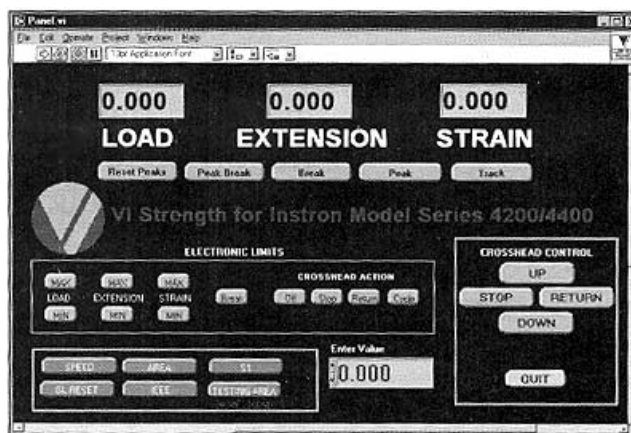 Panel.vi
File Edit Operate Project Windows Help
13pt Application Font
0.000 0.000 0.000
LOAD EXTENSION STRAIN
Reset Peaks Peak Break Break Peak Track
VI Strength for Instron Model Series 4200/4400
ELECTRONIC LIMITS
CROSSHEAD ACTION
MAX MAX MAX
LOAD EXTENSION STRAIN
Break Off Stop Return Cycle
MIN MIN MIN
CROSSHEAD CONTROL
UP
STOP RETURN
DOWN
QUIT
Enter Value
0.000
SPEED AREA S1
GL RESET IEEE TESTING AREA